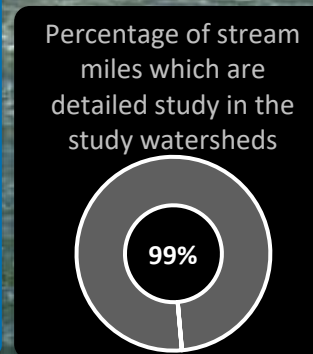 Percentage of stream
miles which are
detailed study in the
study watersheds
99%